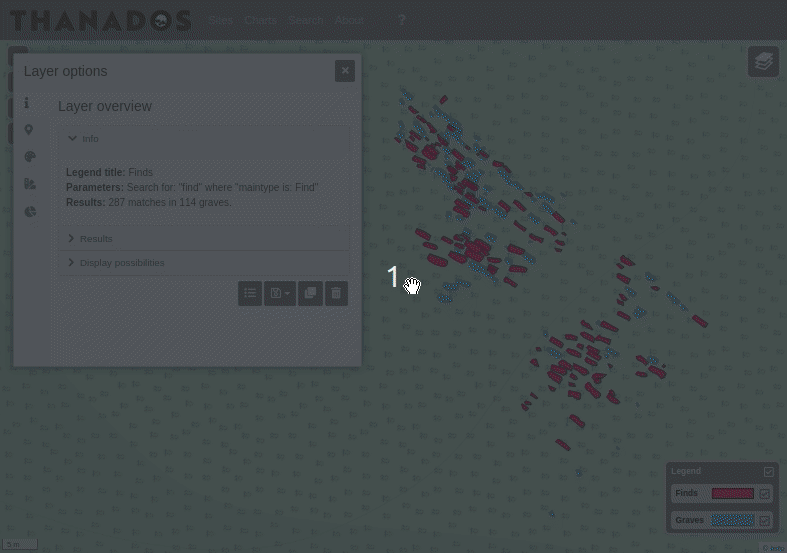 THANADOS Sites Charts Search About ?
Layer options
Layer overview
Info
Legend title: Finds
Parameters: Search for: "find" where "maintype is: Find"
Results: 287 matches in 114 graves.
Results
Display possibilities
1
Legend
Finds
Graves
5 m